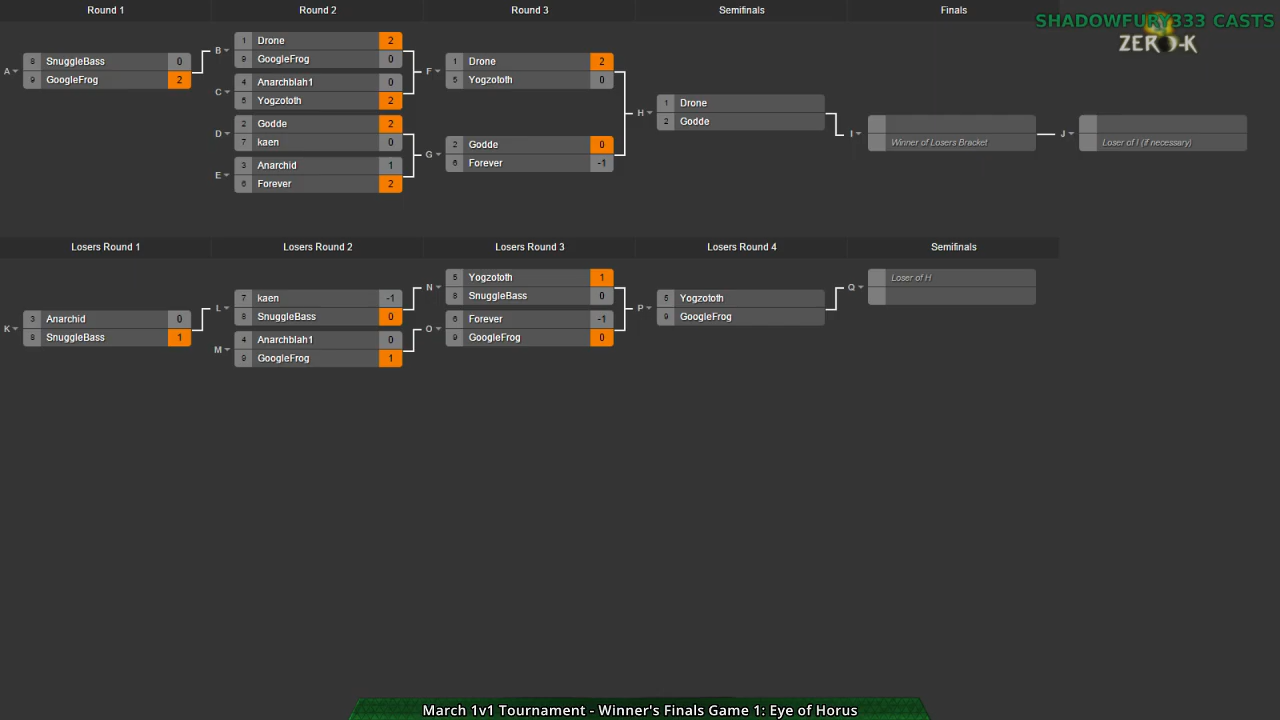 Round 1
Round 2
Round 3
Semifinals
Finals
SHADOWFURY333 CASTS
ZERO-K
A
8 SnuggleBass 0
9 GoogleFrog 2
B
1 Drone 2
9 GoogleFrog 0
C
4 Anarchblah1 0
5 Yogzototh 2
D
2 Godde 2
7 kaen 0
E
3 Anarchid 1
6 Forever 2
F
1 Drone 2
5 Yogzototh 0
G
2 Godde 0
6 Forever -1
H
1 Drone
2 Godde
I
Winner of Losers Bracket
J
Loser of I (if necessary)
Losers Round 1
Losers Round 2
Losers Round 3
Losers Round 4
Semifinals
K
3 Anarchid 0
8 SnuggleBass 1
L
7 kaen -1
8 SnuggleBass 0
M
4 Anarchblah1 0
9 GoogleFrog 1
N
5 Yogzototh 1
8 SnuggleBass 0
O
6 Forever -1
9 GoogleFrog 0
P
5 Yogzototh
9 GoogleFrog
Q
Loser of H
March 1v1 Tournament - Winner's Finals Game 1: Eye of Horus